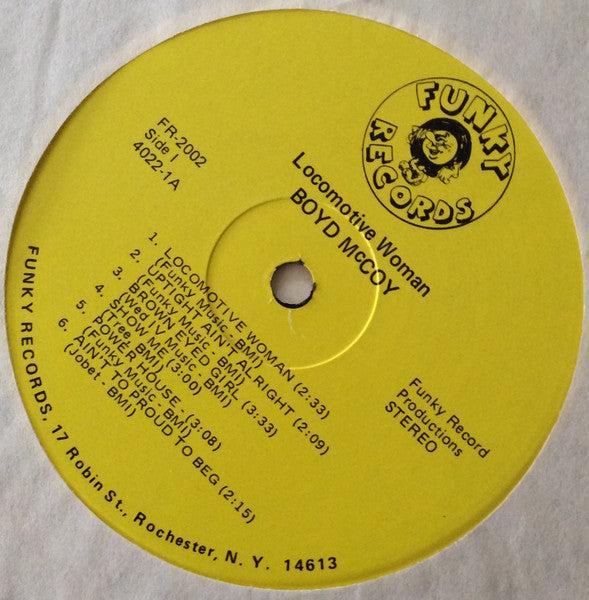 FUNKY
RECORDS
FR-2002
Side I
4022-1A
Locomotive Woman
BOYD McCOY
1. LOCOMOTIVE WOMAN (2:33)
(Funky Music - BMI)
2. UPTIGHT AIN'T ALRIGHT (2:09)
(Funky Music - BMI)
3. BROWN EYED GIRL (3:33)
(Wed IV Music - BMI)
4. SHOW ME (3:00)
(Tree - BMI)
5. POWER HOUSE - (3:08)
(Funky Music - BMI)
6. AIN'T TO PROUD TO BEG (2:15)
(Jobet - BMI)
Funky Record
Productions
STEREO
FUNKY RECORDS, 17 Robin St., Rochester, N. Y. 14613